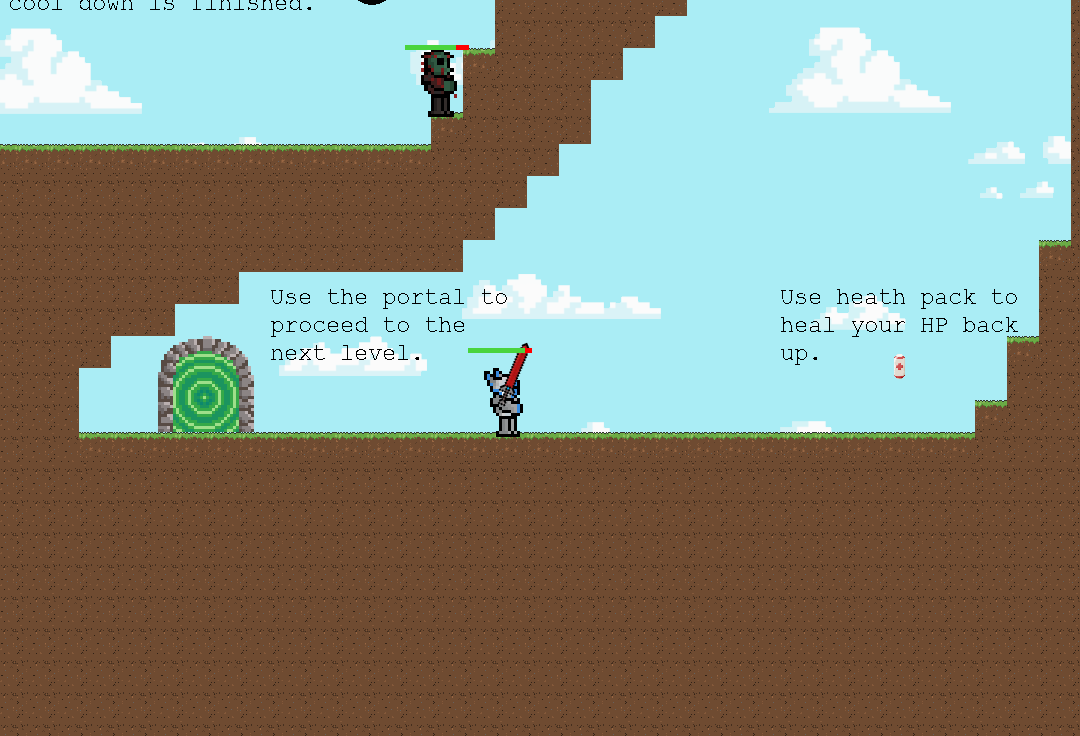 cool down is finished.
Use the portal to
proceed to the
next level.
Use heath pack to
heal your HP back
up.